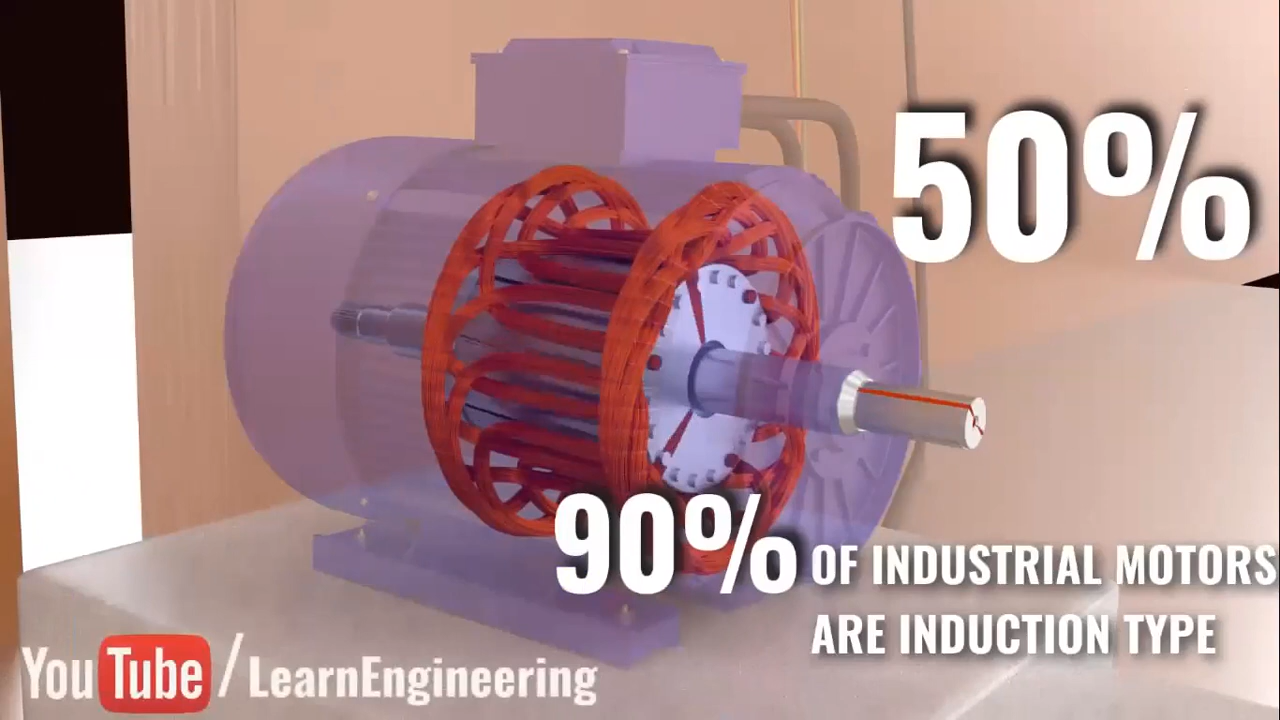 50%
90% OF INDUSTRIAL MOTORS
ARE INDUCTION TYPE
YouTube/LearnEngineering